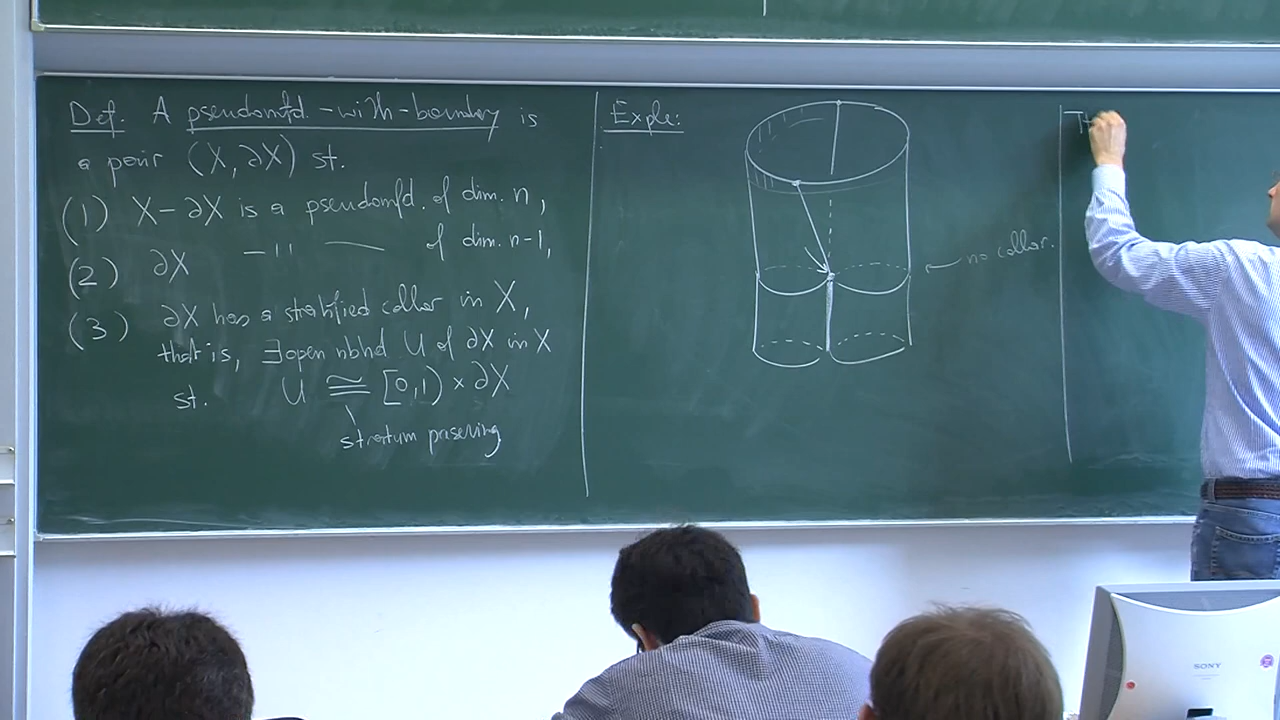 Def. A pseudomfd-with-boundary is
a pair (X, ∂X) st.
(1) X-∂X is a pseudomfd. of dim. n,
(2) ∂X —"— of dim. n-1,
(3) ∂X has a stratified collar in X,
that is, ∃open nbhd U of ∂X in X
st. U ≅ [0,1) × ∂X
stratum preserving
Exple:
← no collar.
SONY